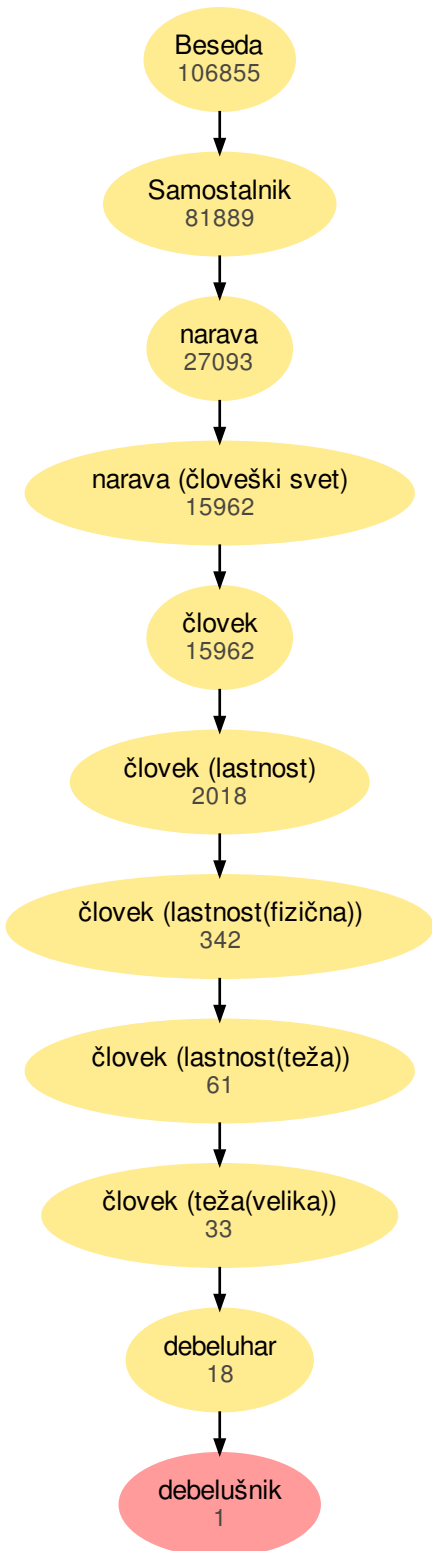 Beseda
106855
Samostalnik
81889
narava
27093
narava (človeški svet)
15962
človek
15962
človek (lastnost)
2018
človek (lastnost(fizična))
342
človek (lastnost(teža))
61
človek (teža(velika))
33
debeluhar
18
debelušnik
1